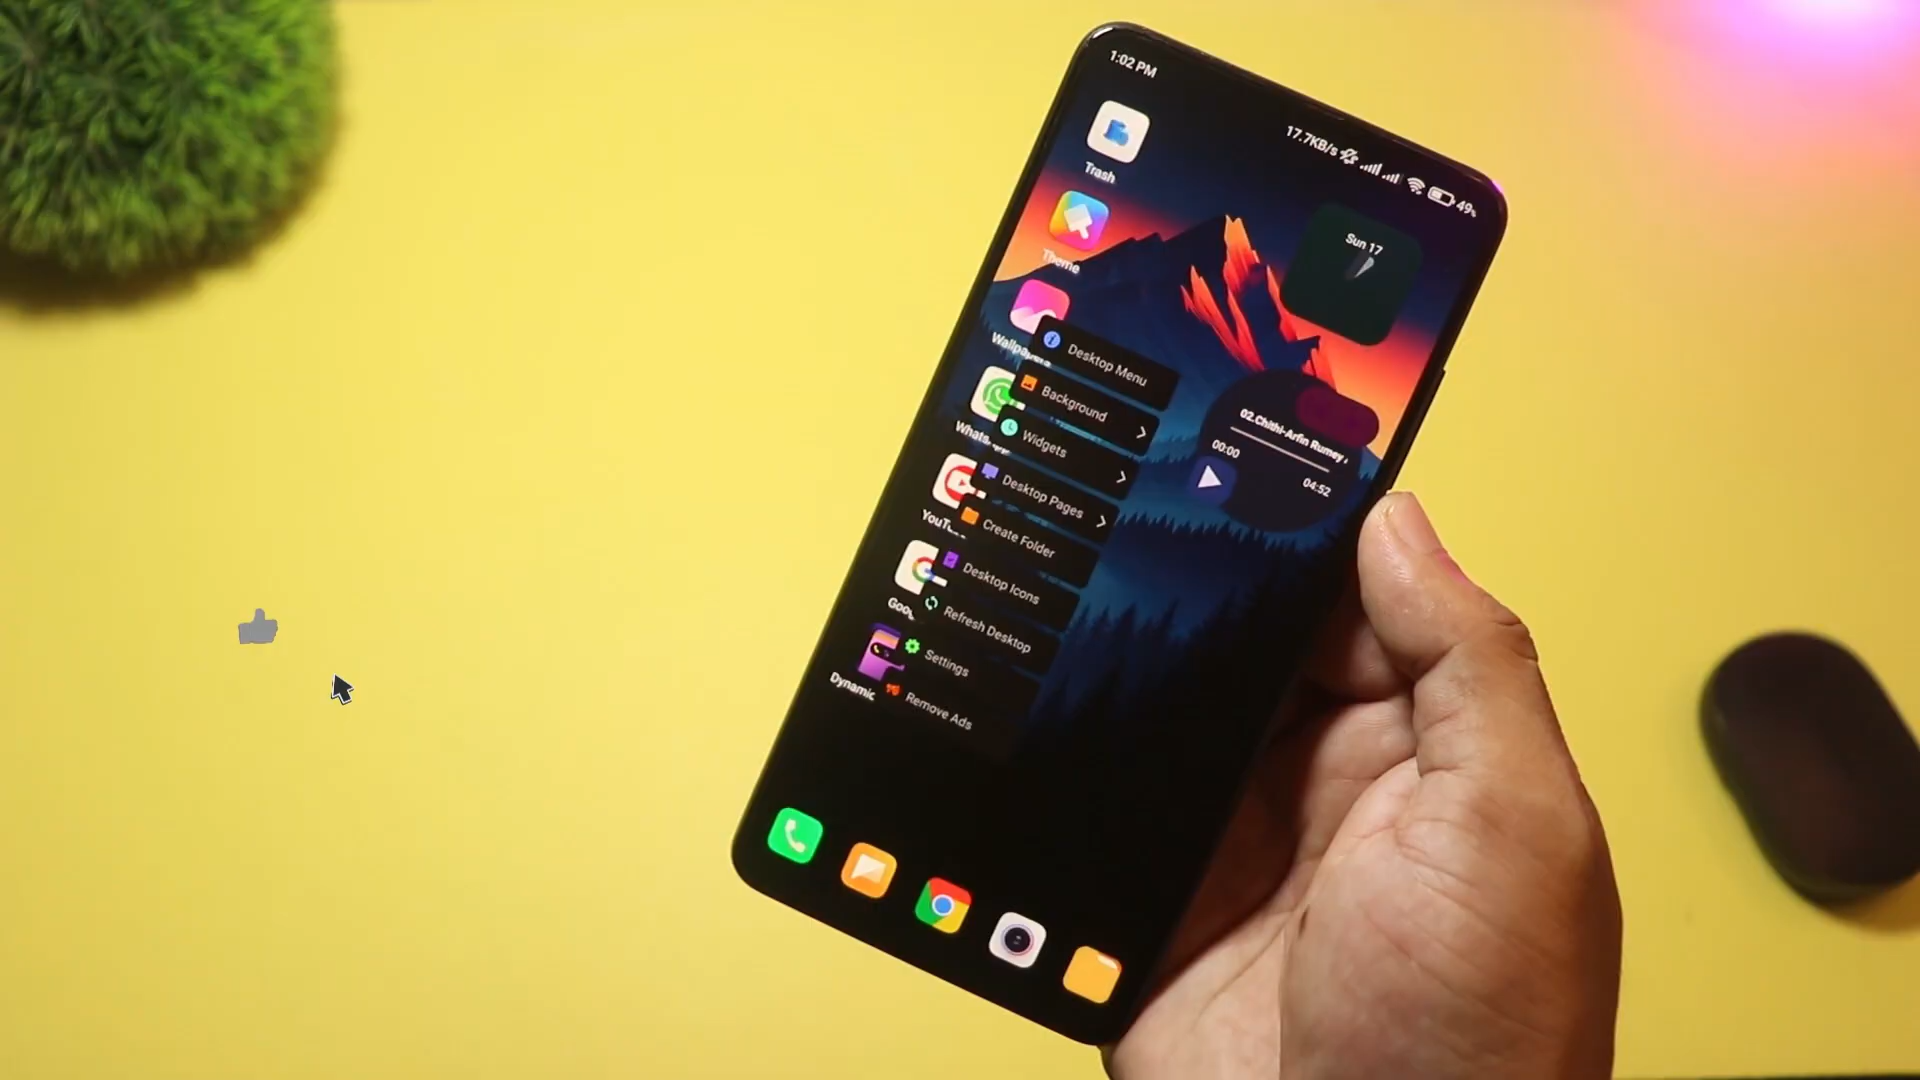 1:02 PM
17.7KB/s
49%
Trash
Theme
Sun 17
Desktop Menu
Background
Widgets
Desktop Pages
Create Folder
Desktop Icons
Refresh Desktop
Settings
Remove Ads
Dynamic
02.Chithi-Arfin Rumey
00:00
04:52